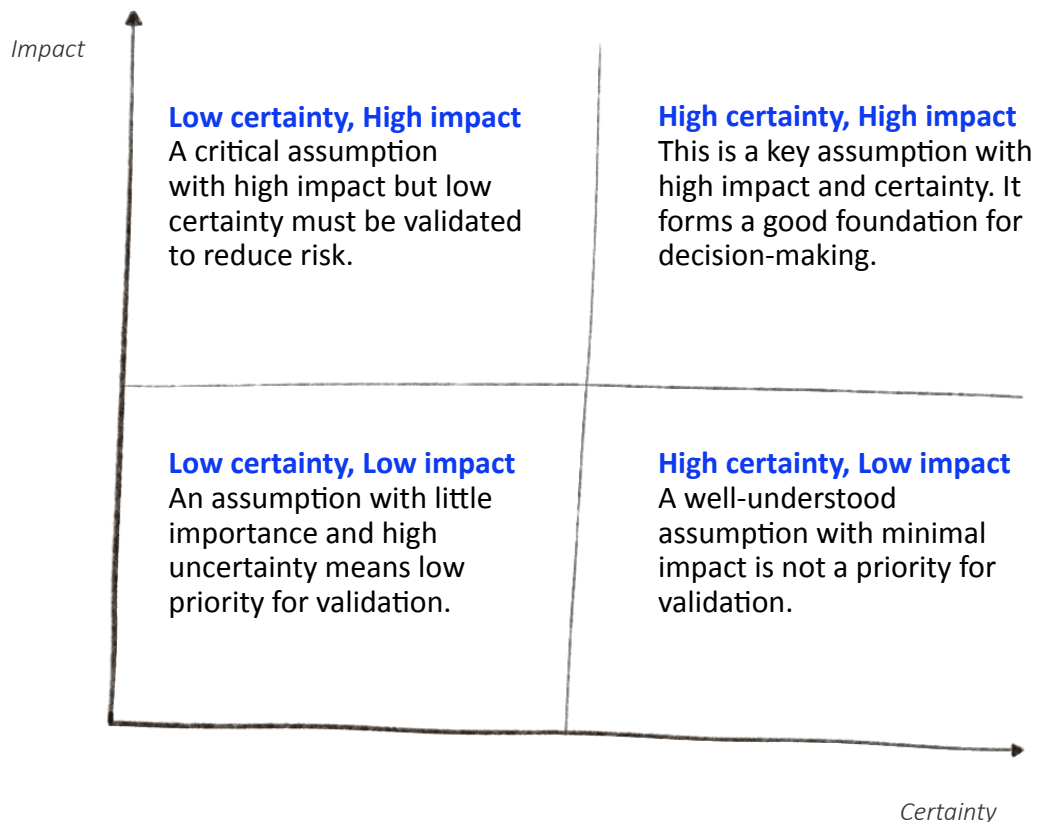 Impact
Low certainty, High impact
A critical assumption
with high impact but low
certainty must be validated
to reduce risk.
High certainty, High impact
This is a key assumption with
high impact and certainty. It
forms a good foundation for
decision-making.
Low certainty, Low impact
An assumption with little
importance and high
uncertainty means low
priority for validation.
High certainty, Low impact
A well-understood
assumption with minimal
impact is not a priority for
validation.
Certainty